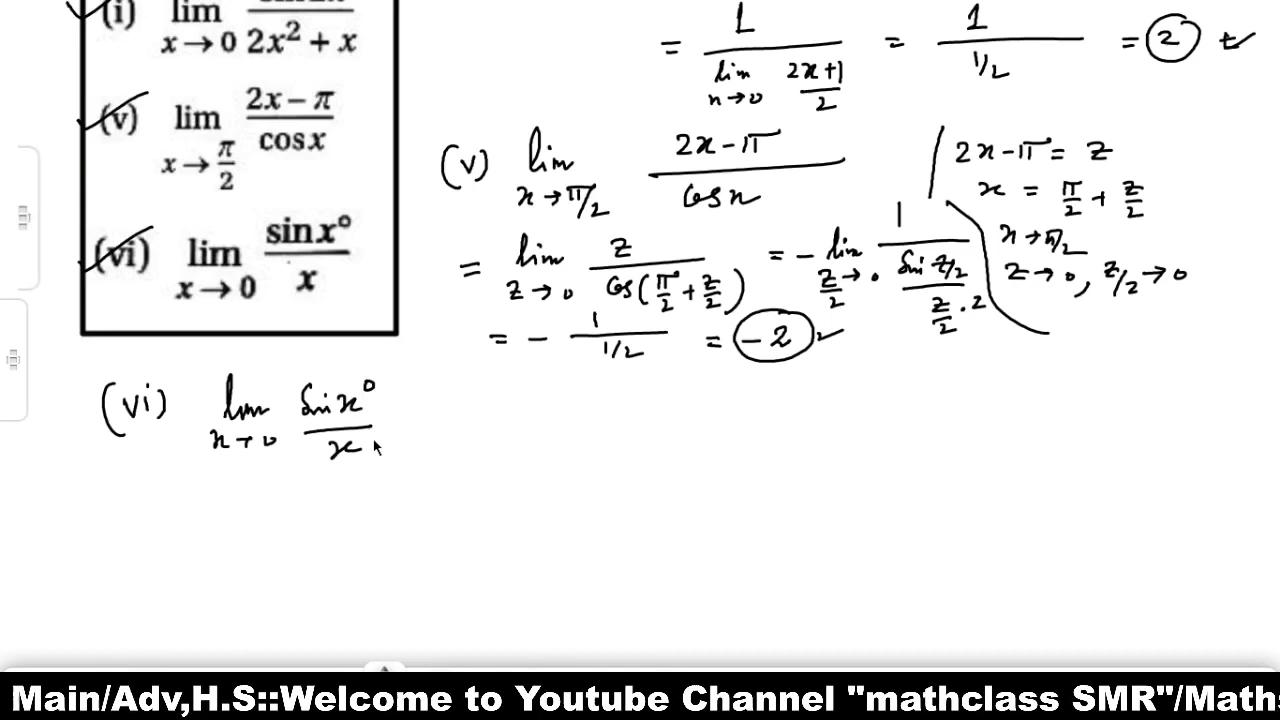 (i) lim x→0 2x² + x
= 1 / lim x→0 2x+1/2 = 1 / 1/2 = 2
(v) lim x→π/2 2x − π / cos x
(vi) lim x→0 sin x° / x
(v) lim x→π/2 2x−π / cos x
2x−π = z
x = π/2 + z/2
x→π/2
z→0, z/2→0
= lim z→0 z / cos(π/2 + z/2) = − lim z/2→0 1 / sin z/2 / z/2 · 2
= − 1 / 1/2 = −2
(vi) lim x→0 sin x° / x
Main/Adv,H.S::Welcome to Youtube Channel "mathclass SMR"/Math